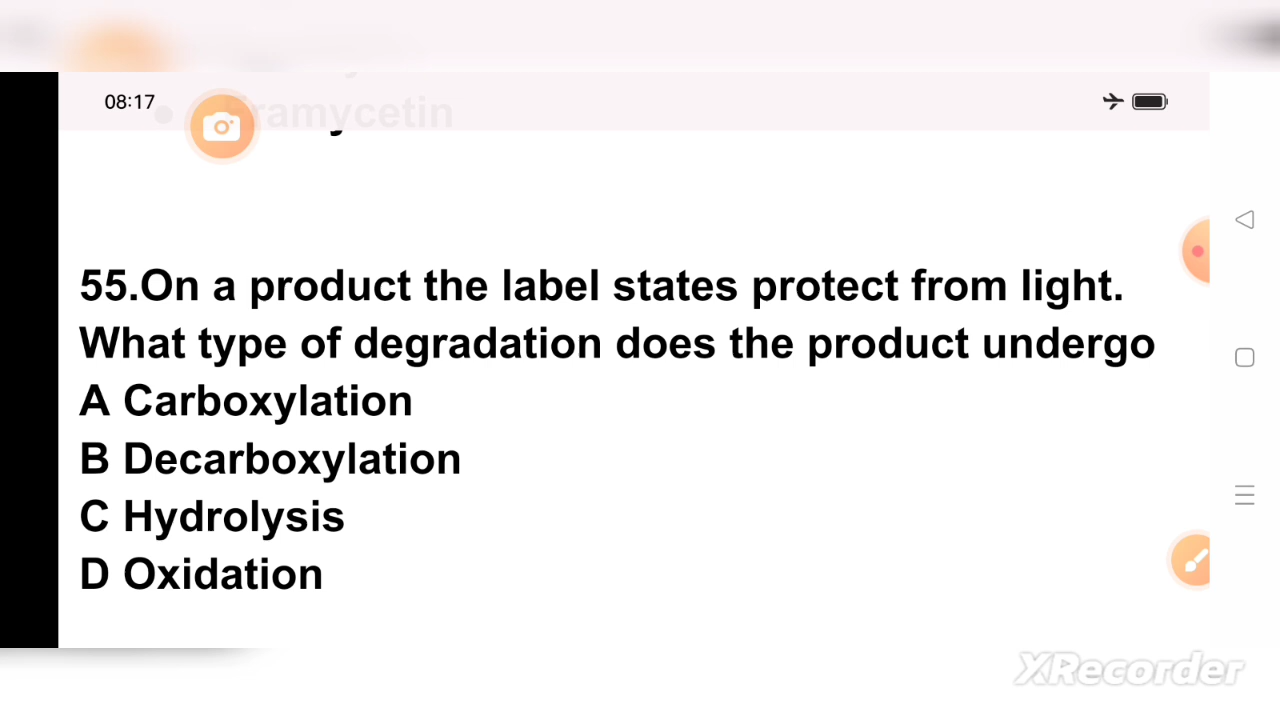 08:17
Framycetin
55.On a product the label states protect from light.
What type of degradation does the product undergo
A Carboxylation
B Decarboxylation
C Hydrolysis
D Oxidation
XRecorder